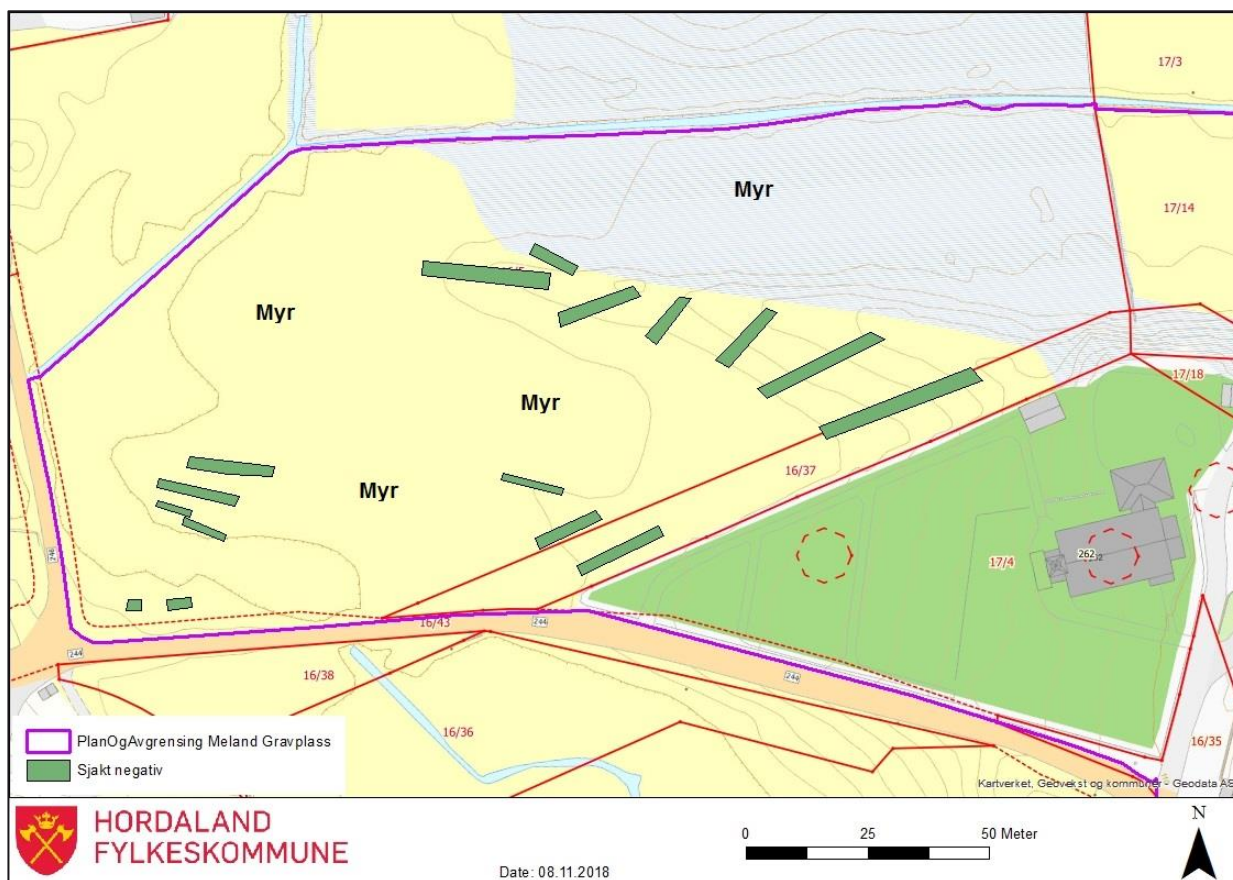 17/3
Myr
17/14
Myr
Myr
17/18
Myr
16/37
262
17/4
244
16/43
244
16/38
244
16/36
16/35
PlanOgAvgrensing Meland Gravplass
Sjakt negativ
Kartverket, Geovekst og kommuner - Geodata AS
HORDALAND
FYLKESKOMMUNE
0 25 50 Meter
N
Date: 08.11.2018